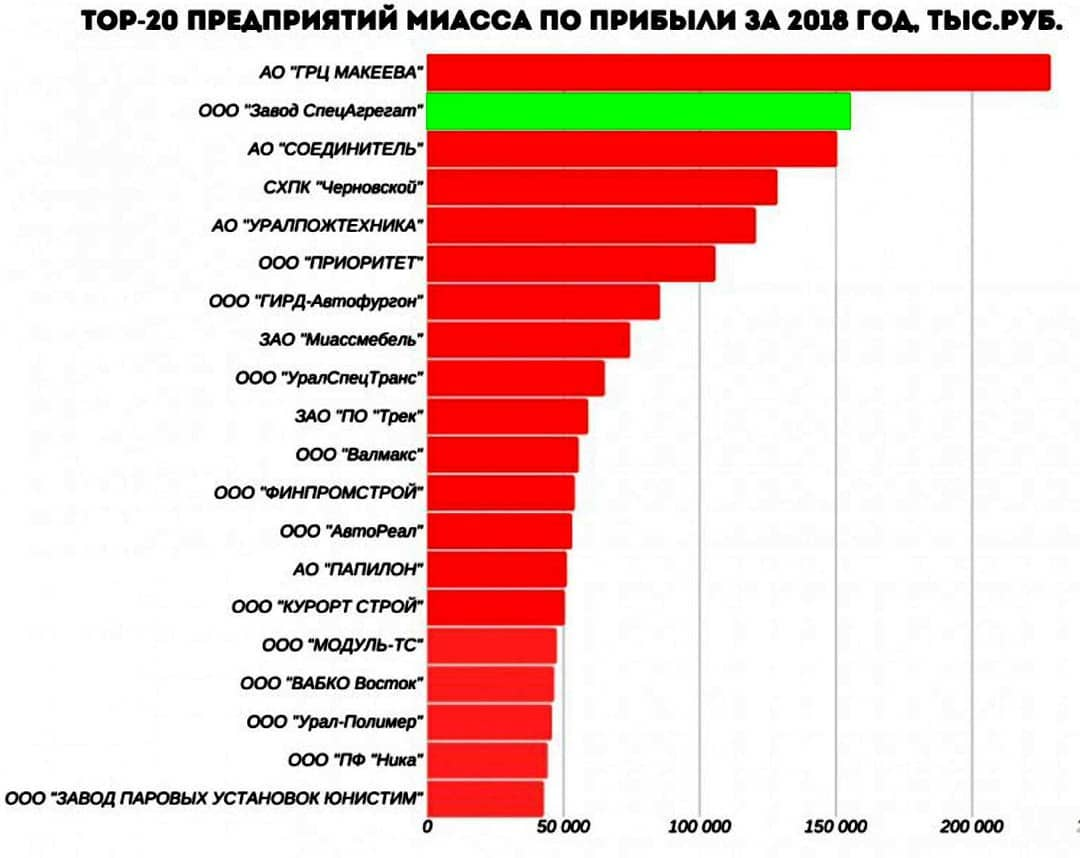 ТОР-20 ПРЕДПРИЯТИЙ МИАССА ПО ПРИБЫЛИ ЗА 2018 ГОД, ТЫС.РУБ.
АО "ГРЦ МАКЕЕВА"
ООО "Завод СпецАгрегат"
АО "СОЕДИНИТЕЛЬ"
СХПК "Черновской"
АО "УРАЛПОЖТЕХНИКА"
ООО "ПРИОРИТЕТ"
ООО "ГИРД-Автофургон"
ЗАО "Миассмебель"
ООО "УралСпецТранс"
ЗАО "ПО "Трек"
ООО "Валмакс"
ООО "ФИНПРОМСТРОЙ"
ООО "АвтоРеал"
АО "ПАПИЛОН"
ООО "КУРОРТ СТРОЙ"
ООО "МОДУЛЬ-ТС"
ООО "ВАБКО Восток"
ООО "Урал-Полимер"
ООО "ПФ "Ника"
ООО "ЗАВОД ПАРОВЫХ УСТАНОВОК ЮНИСТИМ"
0 50 000 100 000 150 000 200 000